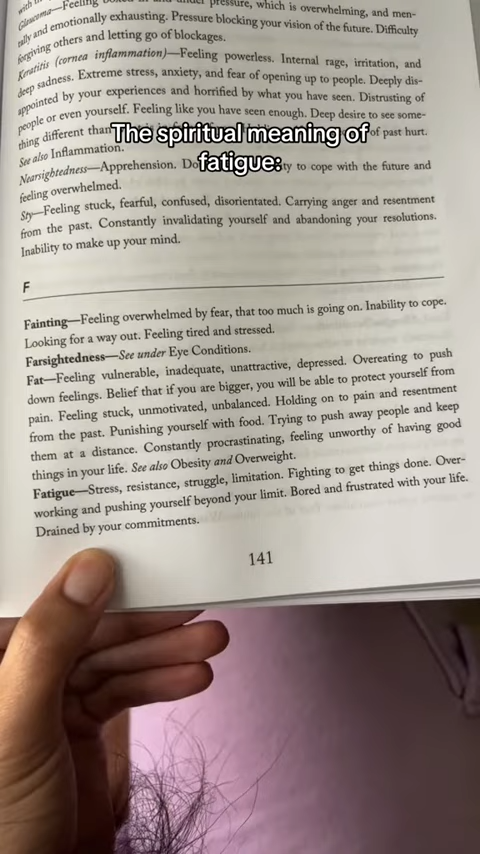 Glaucoma—Feeling boxed in and under pressure, which is overwhelming, and men-
tally and emotionally exhausting. Pressure blocking your vision of the future. Difficulty
forgiving others and letting go of blockages.
Keratitis (cornea inflammation)—Feeling powerless. Internal rage, irritation, and
deep sadness. Extreme stress, anxiety, and fear of opening up to people. Deeply dis-
appointed by your experiences and horrified by what you have seen. Distrusting of
people or even yourself. Feeling like you have seen enough. Deep desire to see some-
thing different than of past hurt.
The spiritual meaning of
fatigue:
See also Inflammation.
Nearsightedness—Apprehension. to cope with the future and
feeling overwhelmed.
Sty—Feeling stuck, fearful, confused, disorientated. Carrying anger and resentment
from the past. Constantly invalidating yourself and abandoning your resolutions.
Inability to make up your mind.
F
Fainting—Feeling overwhelmed by fear, that too much is going on. Inability to cope.
Looking for a way out. Feeling tired and stressed.
Farsightedness—See under Eye Conditions.
Fat—Feeling vulnerable, inadequate, unattractive, depressed. Overeating to push
down feelings. Belief that if you are bigger, you will be able to protect yourself from
pain. Feeling stuck, unmotivated, unbalanced. Holding on to pain and resentment
from the past. Punishing yourself with food. Trying to push away people and keep
them at a distance. Constantly procrastinating, feeling unworthy of having good
things in your life. See also Obesity and Overweight.
Fatigue—Stress, resistance, struggle, limitation. Fighting to get things done. Over-
working and pushing yourself beyond your limit. Bored and frustrated with your life.
Drained by your commitments.
141